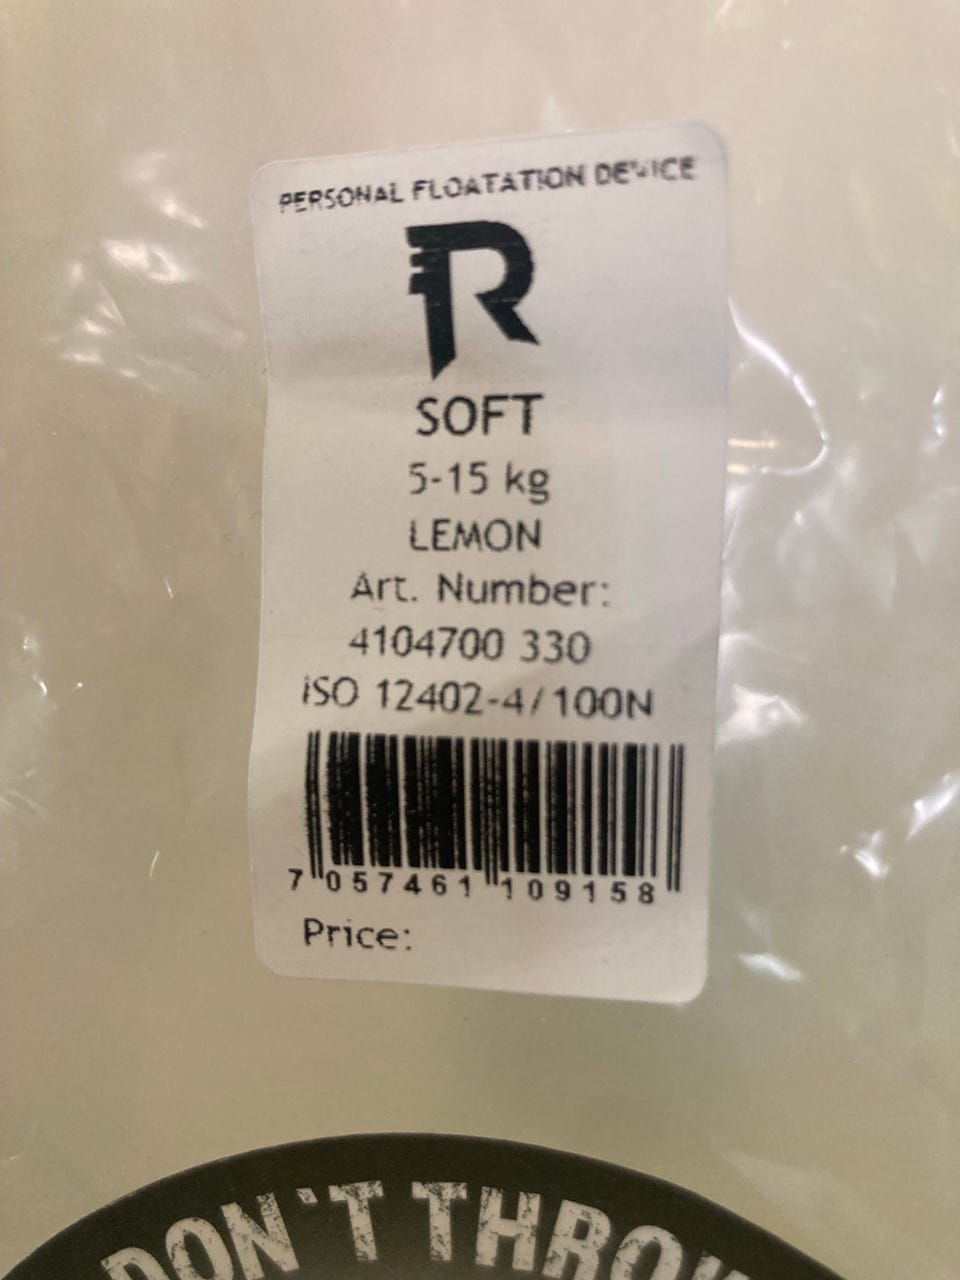 PERSONAL FLOATATION DEVICE
R
SOFT
5-15 kg
LEMON
Art. Number:
4104700 330
ISO 12402-4/100N
7 057461 109158
Price:
DON'T THROW